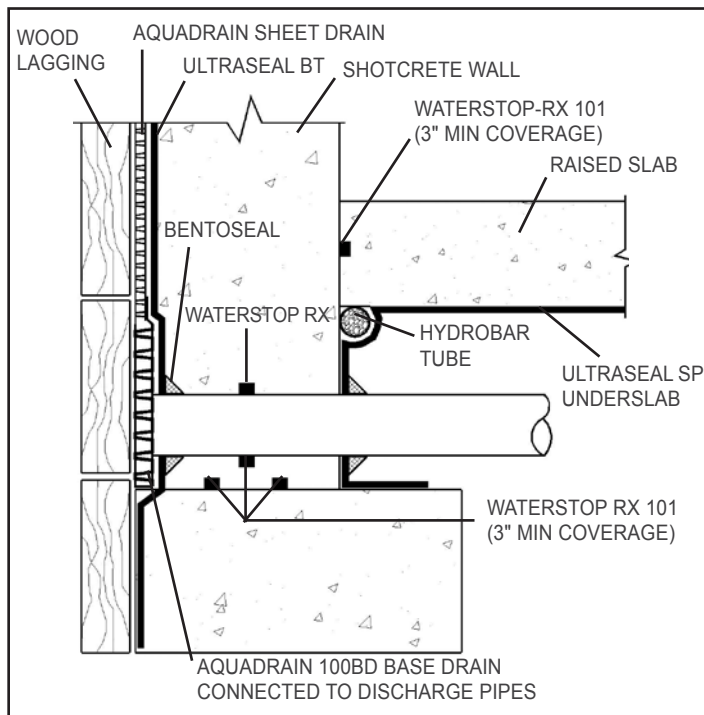 AQUADRAIN SHEET DRAIN
WOOD
LAGGING
ULTRASEAL BT
SHOTCRETE WALL
WATERSTOP-RX 101
(3" MIN COVERAGE)
RAISED SLAB
BENTOSEAL
WATERSTOP RX
HYDROBAR
TUBE
ULTRASEAL SP
UNDERSLAB
WATERSTOP RX 101
(3" MIN COVERAGE)
AQUADRAIN 100BD BASE DRAIN
CONNECTED TO DISCHARGE PIPES